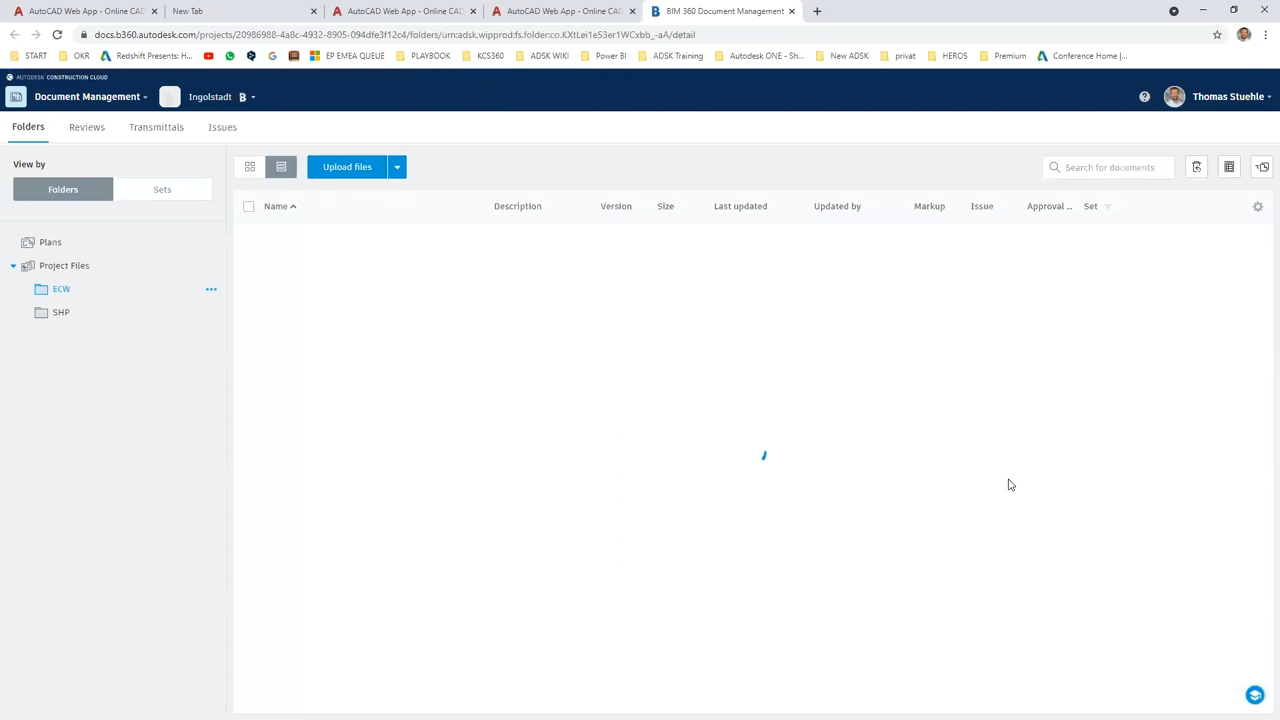 AutoCAD Web App - Online CAD
New Tab
AutoCAD Web App - Online CAD
AutoCAD Web App - Online CAD
BIM 360 Document Management
docs.b360.autodesk.com/projects/20986988-4a8c-4932-8905-094dfe3f12c4/folders/urn:adsk.wipprod:fs.folder:co.KXtLei1eS3er1WCxbb_-aA/detail
START
OKR
Redshift Presents: H...
EP EMEA QUEUE
PLAYBOOK
KCS360
ADSK WIKI
Power BI
ADSK Training
Autodesk ONE - Sh...
New ADSK
privat
HEROS
Premium
Conference Home |...
AUTODESK CONSTRUCTION CLOUD
Document Management
Ingolstadt B
Thomas Stuehle
Folders
Reviews
Transmittals
Issues
View by
Folders
Sets
Upload files
Search for documents
Name
Description
Version
Size
Last updated
Updated by
Markup
Issue
Approval ...
Set
Plans
Project Files
ECW
SHP